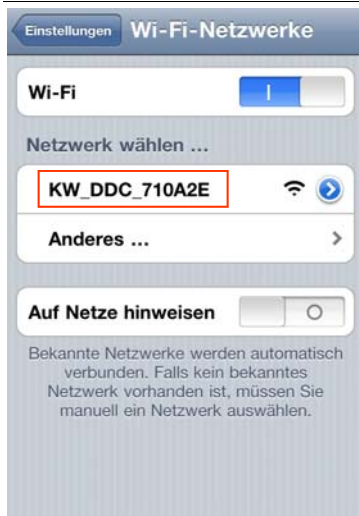 Einstellungen Wi-Fi-Netzwerke
Wi-Fi
Netzwerk wählen ...
KW_DDC_710A2E
Anderes ...
Auf Netze hinweisen
Bekannte Netzwerke werden automatisch
verbunden. Falls kein bekanntes
Netzwerk vorhanden ist, müssen Sie
manuell ein Netzwerk auswählen.